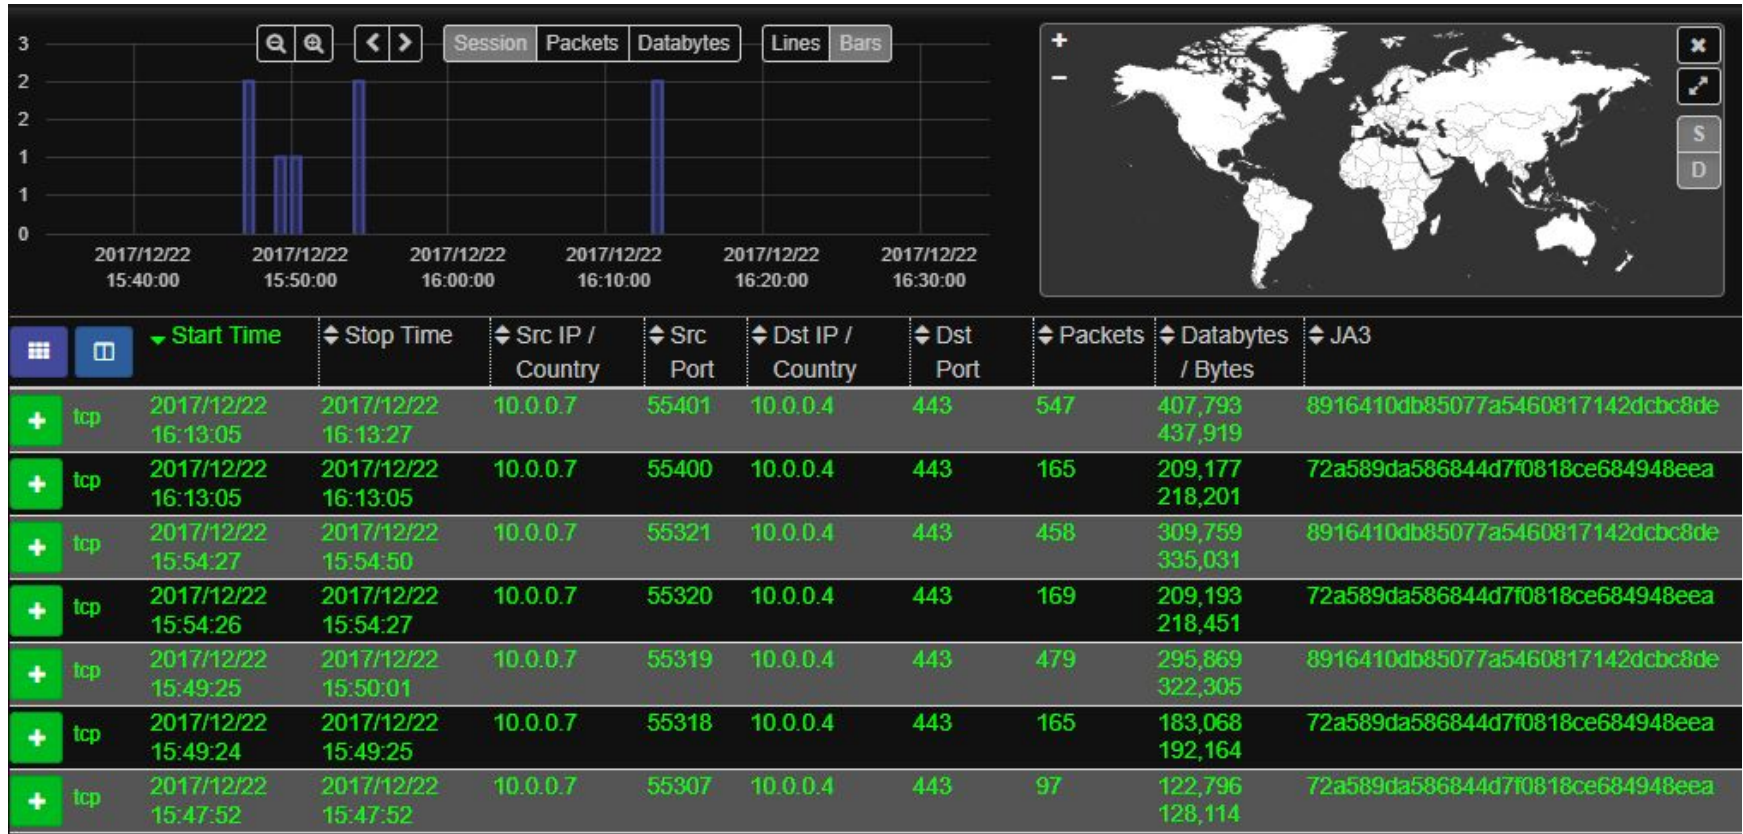 3
2
2
1
1
0
Session Packets Databytes
Lines Bars
2017/12/22 2017/12/22 2017/12/22 2017/12/22 2017/12/22 2017/12/22
15:40:00 15:50:00 16:00:00 16:10:00 16:20:00 16:30:00
+
−
S
D
Start Time Stop Time Src IP / Src Dst IP / Dst Packets Databytes JA3
Country Port Country Port / Bytes
tcp 2017/12/22 2017/12/22 10.0.0.7 55401 10.0.0.4 443 547 407,793 8916410db85077a5460817142dcbc8de
16:13:05 16:13:27 437,919
tcp 2017/12/22 2017/12/22 10.0.0.7 55400 10.0.0.4 443 165 209,177 72a589da586844d7f0818ce684948eea
16:13:05 16:13:05 218,201
tcp 2017/12/22 2017/12/22 10.0.0.7 55321 10.0.0.4 443 458 309,759 8916410db85077a5460817142dcbc8de
15:54:27 15:54:50 335,031
tcp 2017/12/22 2017/12/22 10.0.0.7 55320 10.0.0.4 443 169 209,193 72a589da586844d7f0818ce684948eea
15:54:26 15:54:27 218,451
tcp 2017/12/22 2017/12/22 10.0.0.7 55319 10.0.0.4 443 479 295,869 8916410db85077a5460817142dcbc8de
15:49:25 15:50:01 322,305
tcp 2017/12/22 2017/12/22 10.0.0.7 55318 10.0.0.4 443 165 183,068 72a589da586844d7f0818ce684948eea
15:49:24 15:49:25 192,164
tcp 2017/12/22 2017/12/22 10.0.0.7 55307 10.0.0.4 443 97 122,796 72a589da586844d7f0818ce684948eea
15:47:52 15:47:52 128,114